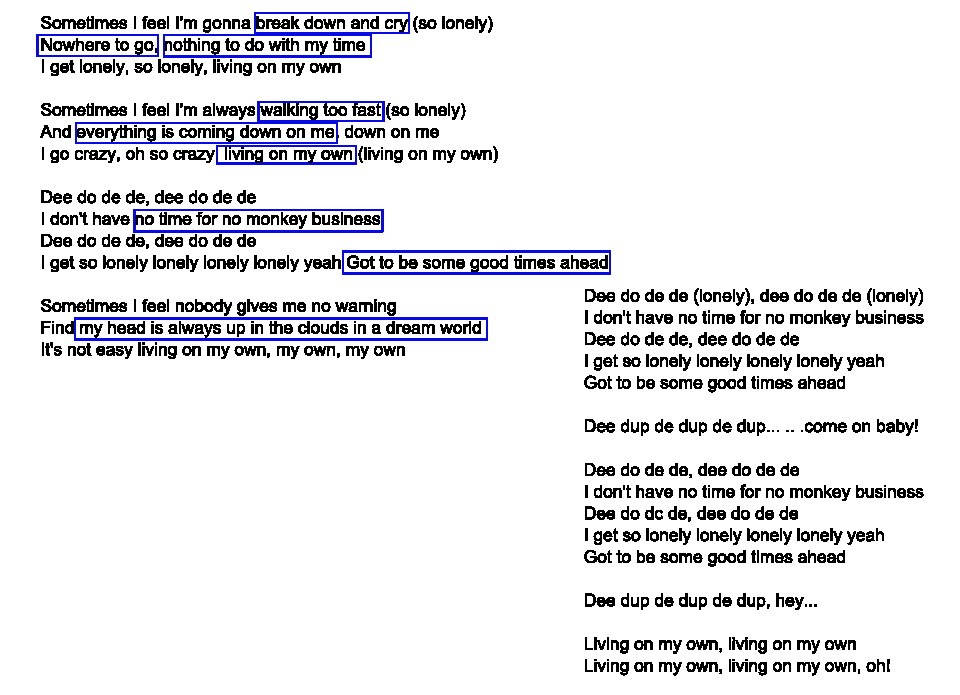 Sometimes I feel I'm gonna break down and cry (so lonely)
Nowhere to go, nothing to do with my time
I get lonely, so lonely, living on my own

Sometimes I feel I'm always walking too fast (so lonely)
And everything is coming down on me, down on me
I go crazy, oh so crazy living on my own (living on my own)

Dee do de de, dee do de de
I don't have no time for no monkey business
Dee do de de, dee do de de
I get so lonely lonely lonely lonely yeah Got to be some good times ahead

Sometimes I feel nobody gives me no warning
Find my head is always up in the clouds in a dream world
It's not easy living on my own, my own, my own

Dee do de de (lonely), dee do de de (lonely)
I don't have no time for no monkey business
Dee do de de, dee do de de
I get so lonely lonely lonely lonely yeah
Got to be some good times ahead

Dee dup de dup de dup... .. .come on baby!

Dee do de de, dee do de de
I don't have no time for no monkey business
Dee do dc de, dee do de de
I get so lonely lonely lonely lonely yeah
Got to be some good times ahead

Dee dup de dup de dup, hey...

Living on my own, living on my own
Living on my own, living on my own, oh!